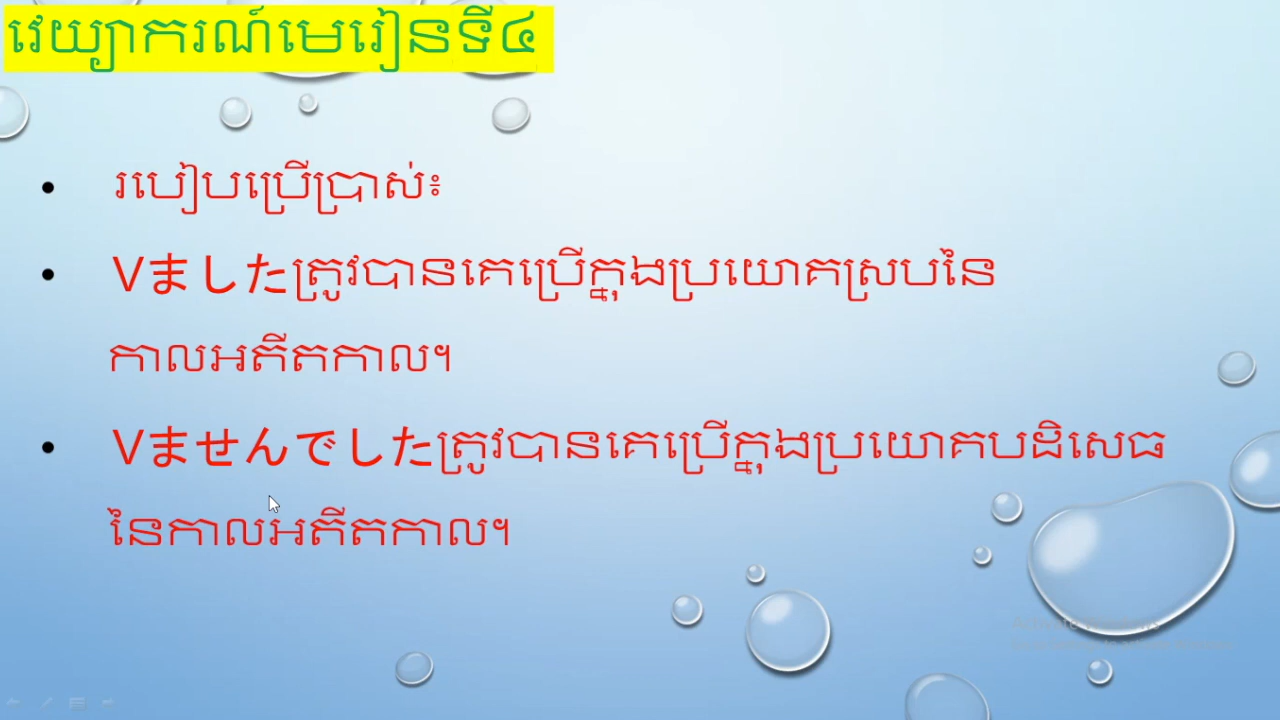 វេយ្យាករណ៍មេរៀនទី៤
• របៀបប្រើប្រាស់៖
• Vましたត្រូវបានគេប្រើក្នុងប្រយោគស្របនៃ
កាលអតីតកាល។
• Vませんでしたត្រូវបានគេប្រើក្នុងប្រយោគបដិសេធ
នៃកាលអតីតកាល។